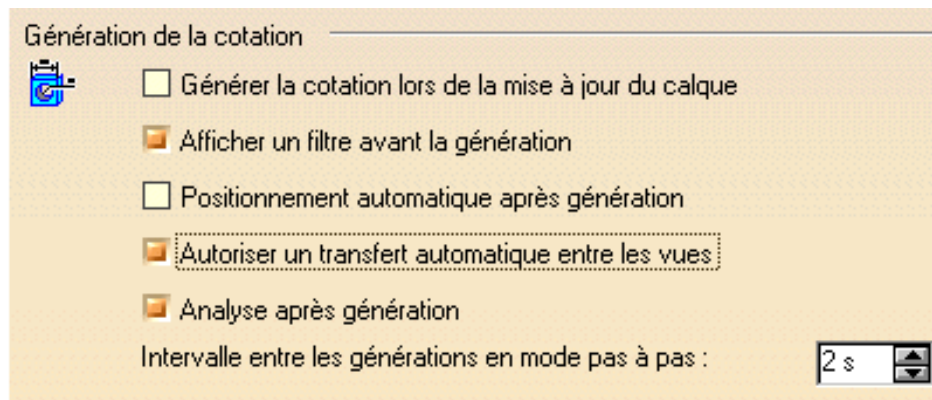 Génération de la cotation
Générer la cotation lors de la mise à jour du calque
Afficher un filtre avant la génération
Positionnement automatique après génération
Autoriser un transfert automatique entre les vues
Analyse après génération
Intervalle entre les générations en mode pas à pas : 2 s